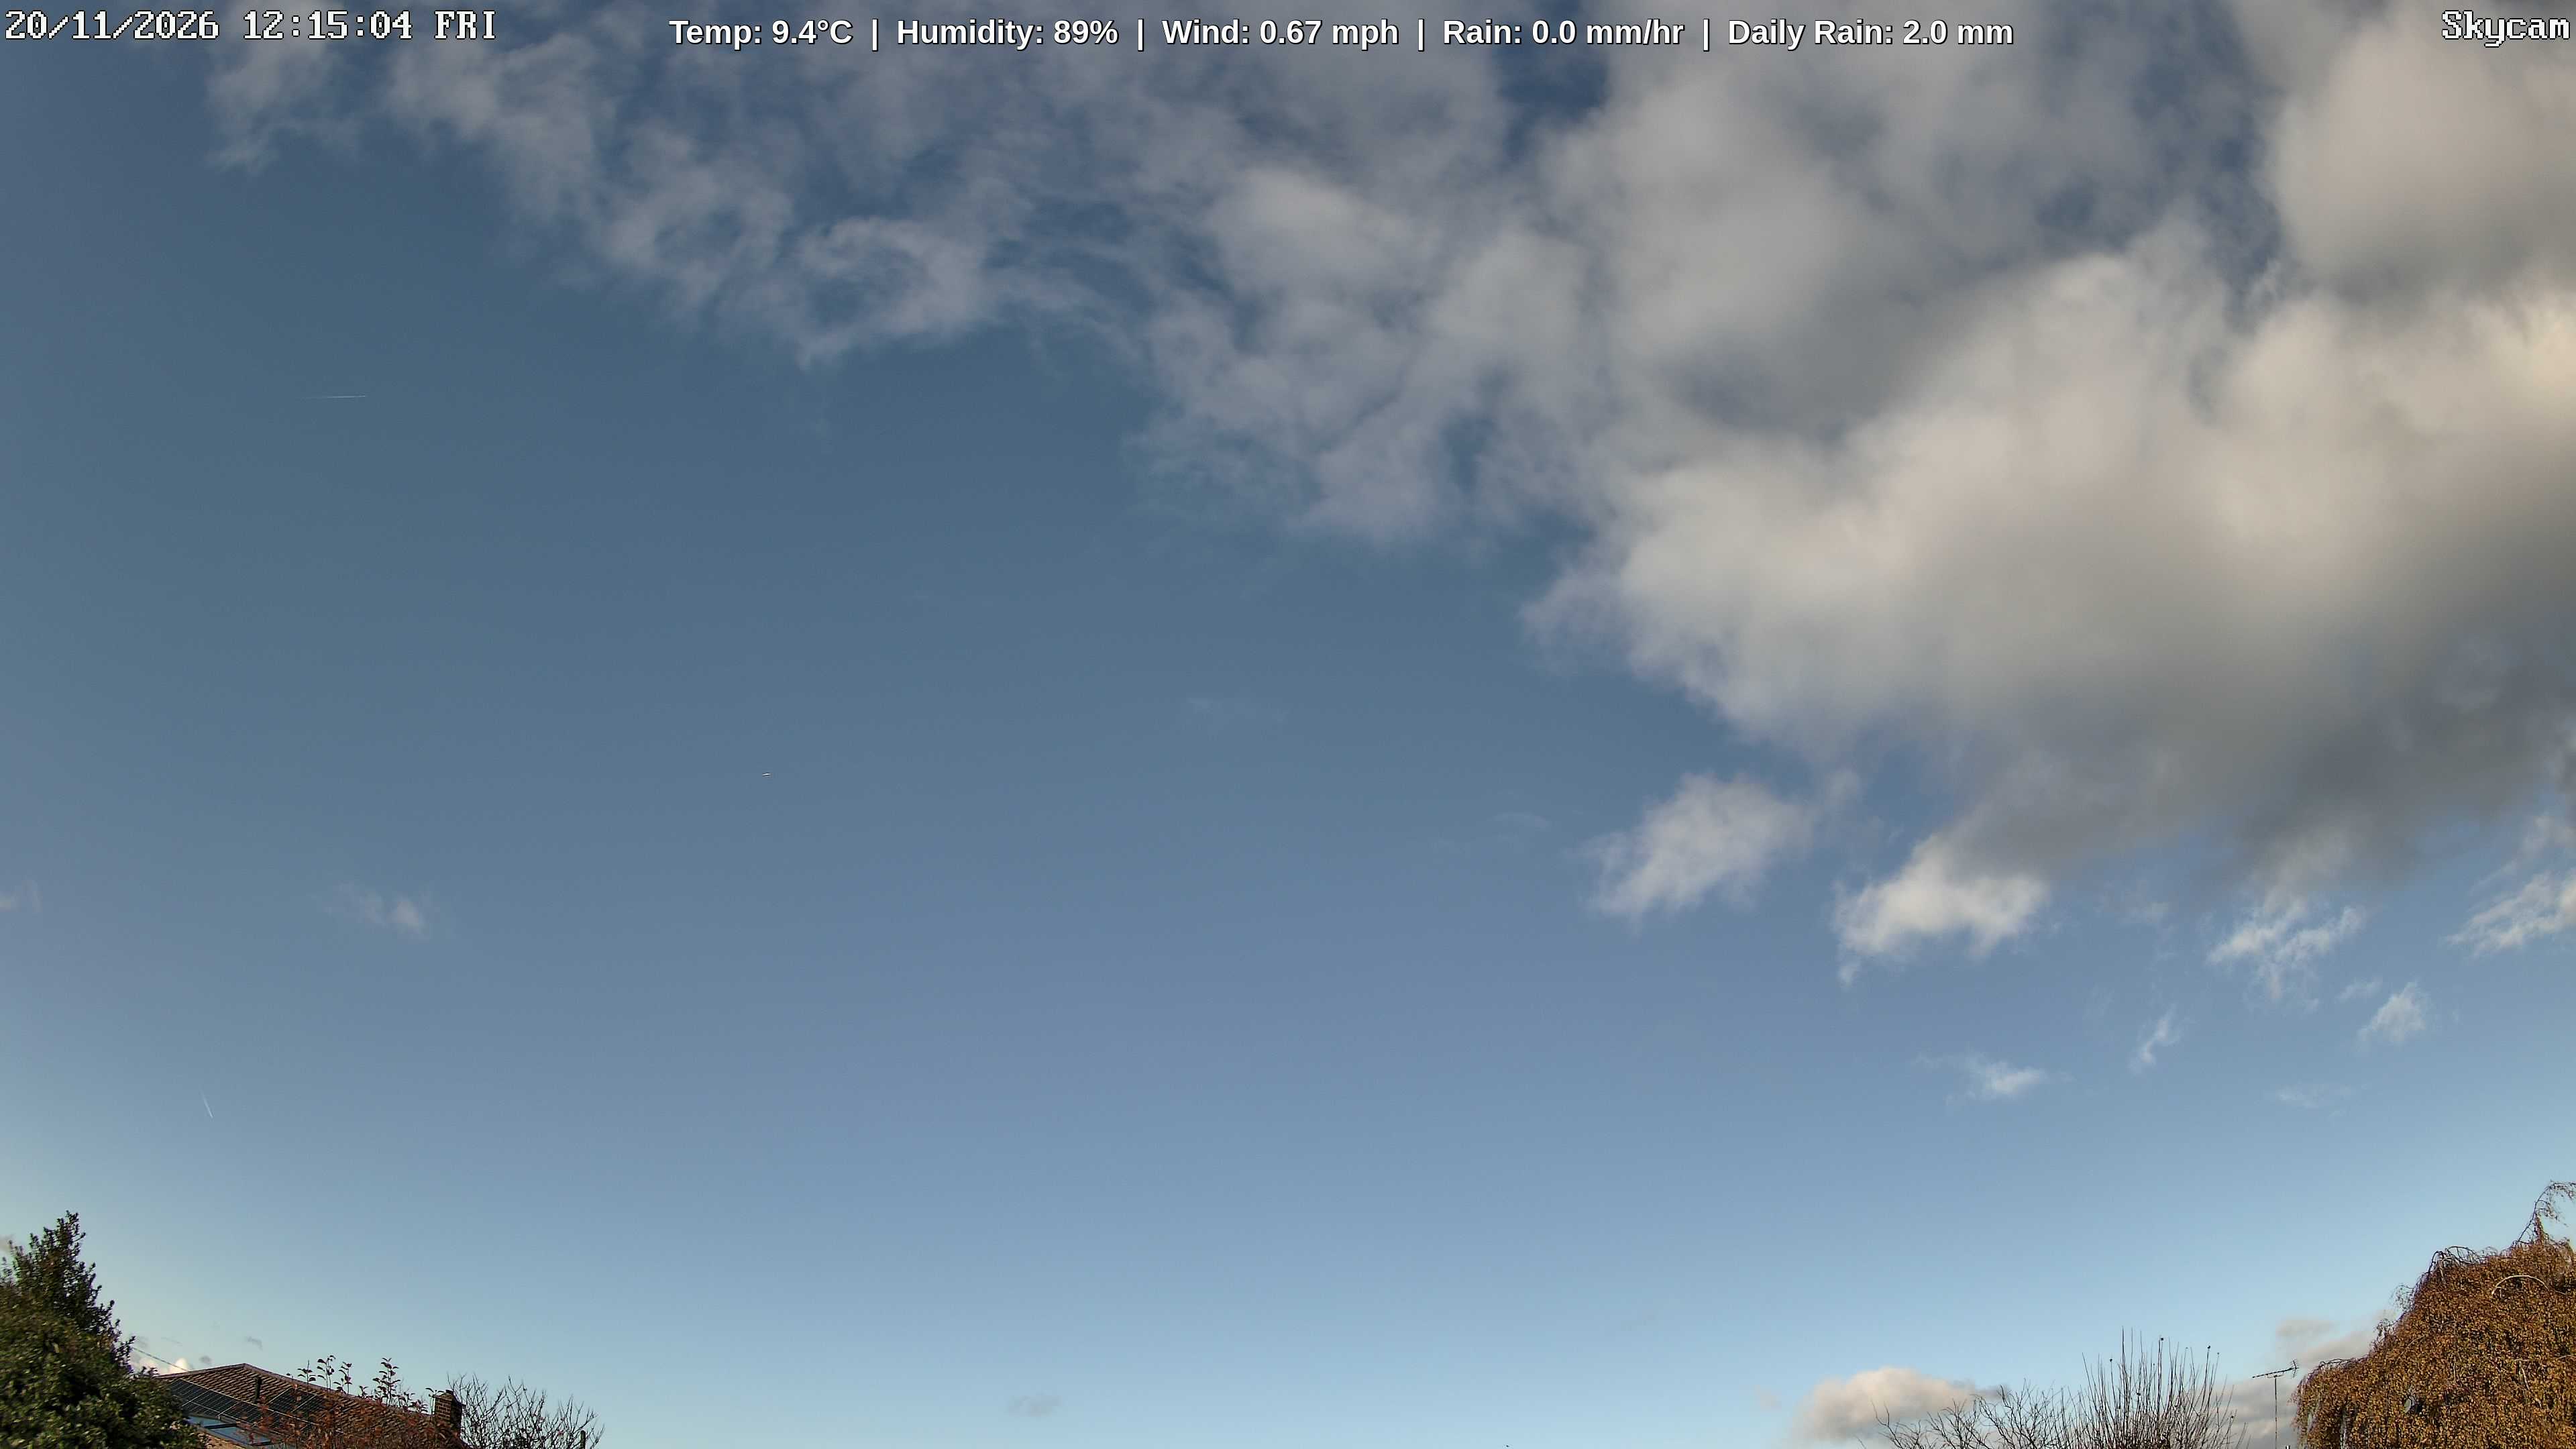 20/11/2026 12:15:04 FRI
Temp: 9.4°C | Humidity: 89% | Wind: 0.67 mph | Rain: 0.0 mm/hr | Daily Rain: 2.0 mm
Skycam